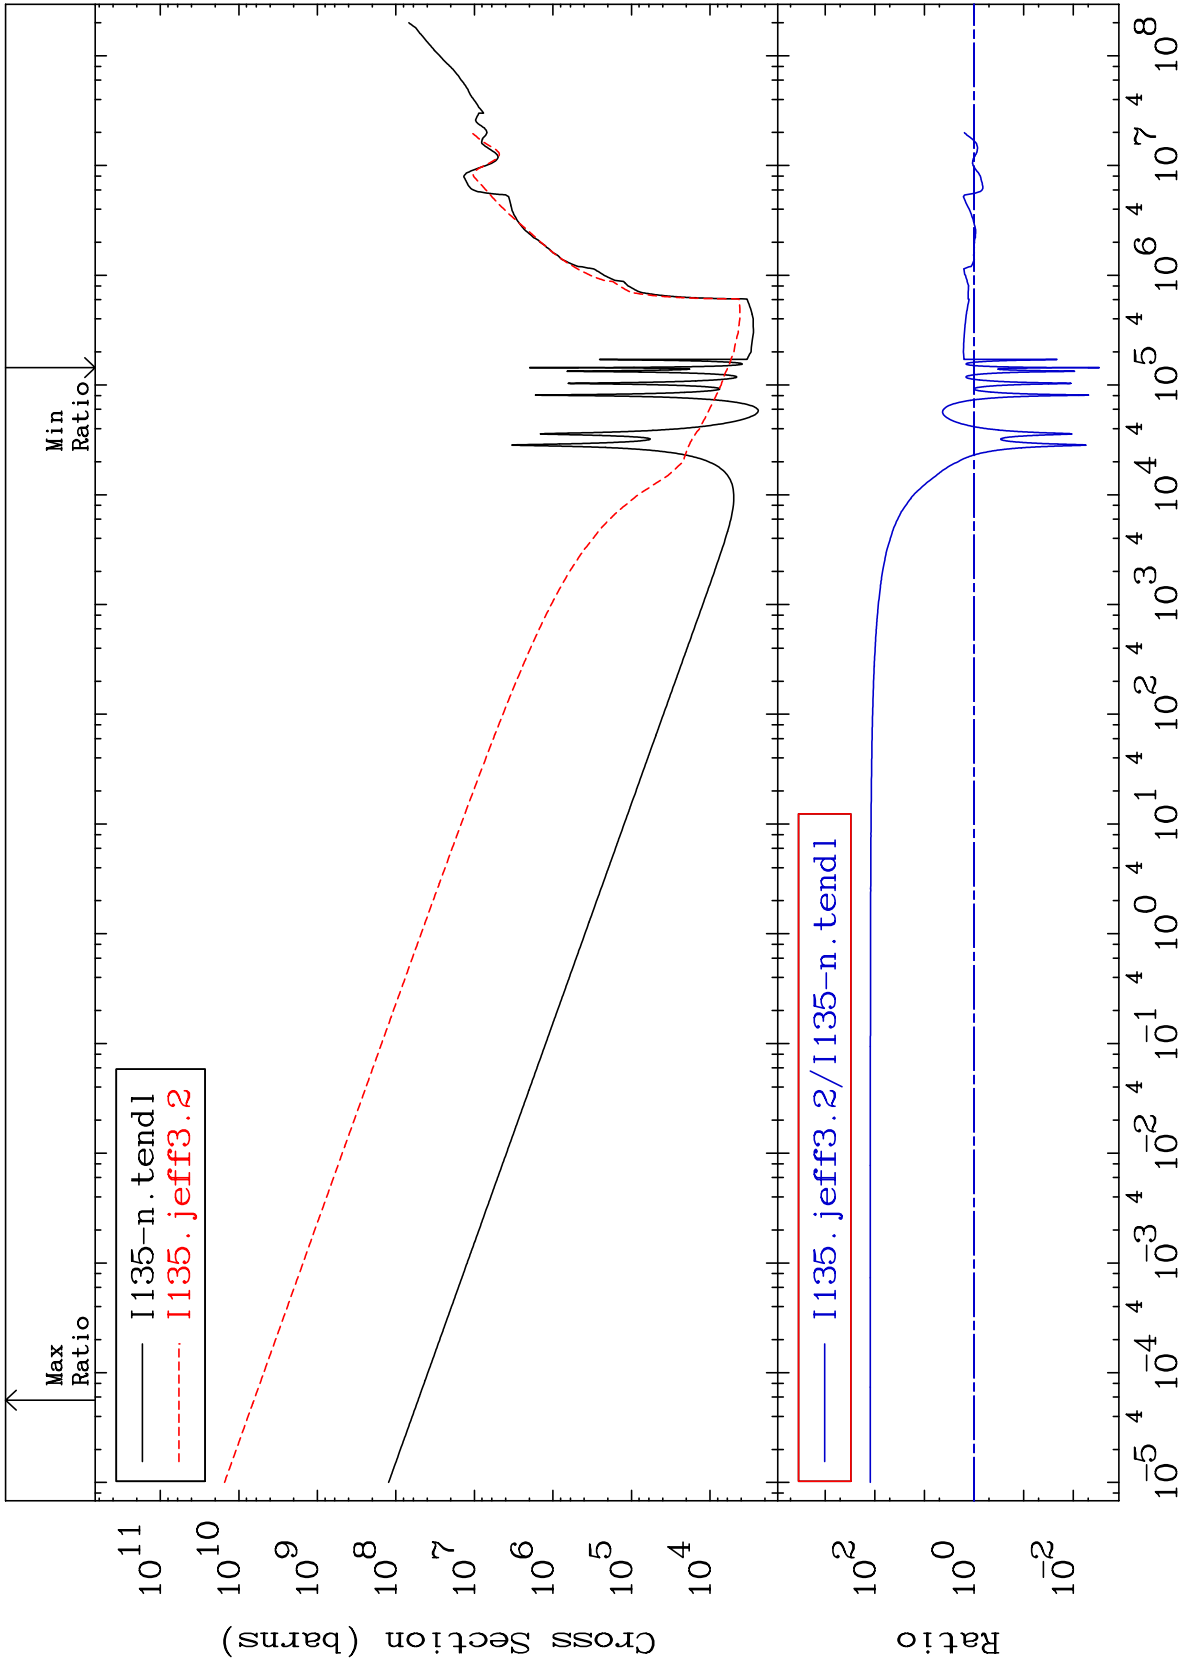 Max
Ratio
Min
Ratio
I135-n.tendl
I135.jeff3.2
Cross Section (barns)
10^11
10^10
10^9
10^8
10^7
10^6
10^5
10^4
I135.jeff3.2/I135-n.tendl
Ratio
10^2
10^0
10^-2
10^-5 4 10^-4 4 10^-3 4 10^-2 4 10^-1 4 10^0 4 10^1 4 10^2 4 10^3 4 10^4 4 10^5 4 10^6 4 10^7 4 10^8